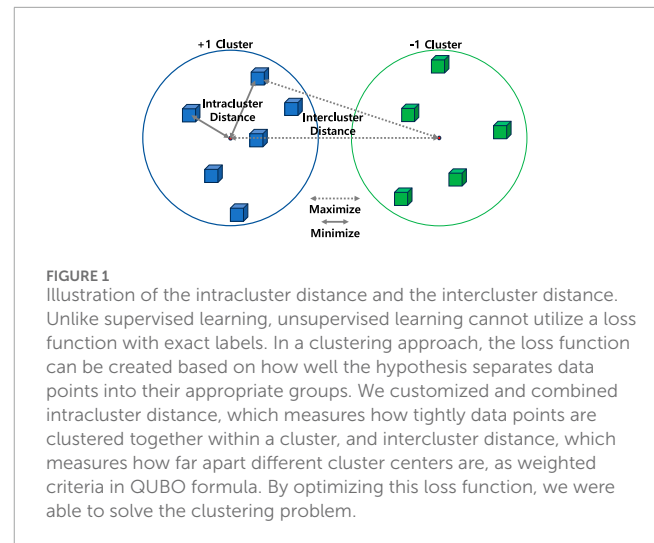 +1 Cluster
-1 Cluster
Intracluster
Distance
Intercluster
Distance
Maximize
Minimize
FIGURE 1
Illustration of the intracluster distance and the intercluster distance.
Unlike supervised learning, unsupervised learning cannot utilize a loss
function with exact labels. In a clustering approach, the loss function
can be created based on how well the hypothesis separates data
points into their appropriate groups. We customized and combined
intracluster distance, which measures how tightly data points are
clustered together within a cluster, and intercluster distance, which
measures how far apart different cluster centers are, as weighted
criteria in QUBO formula. By optimizing this loss function, we were
able to solve the clustering problem.